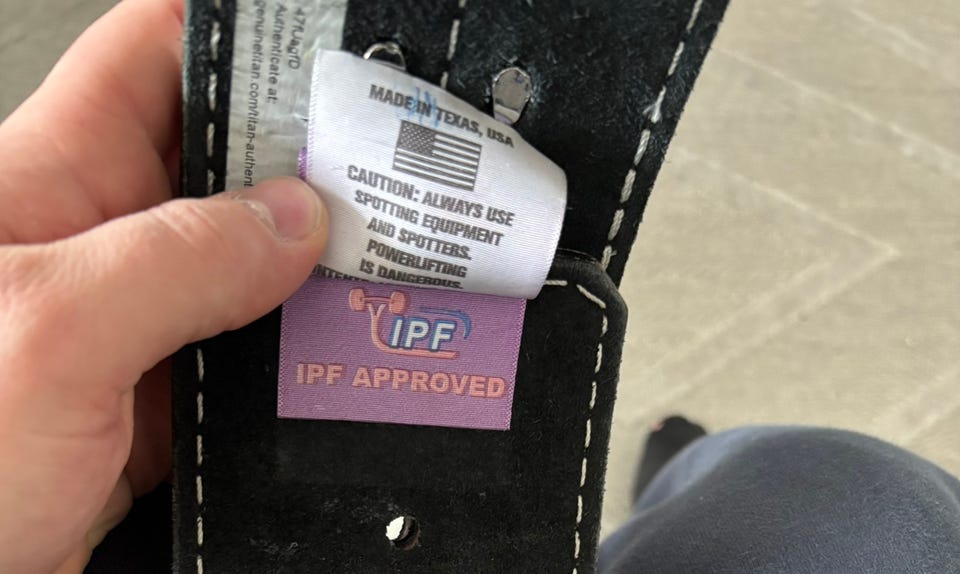 Authenticate at:
genuinetitan.com/titan-authent
MADE IN TEXAS, USA
CAUTION: ALWAYS USE
SPOTTING EQUIPMENT
AND SPOTTERS.
POWERLIFTING
IS DANGEROUS.
IPF
IPF APPROVED